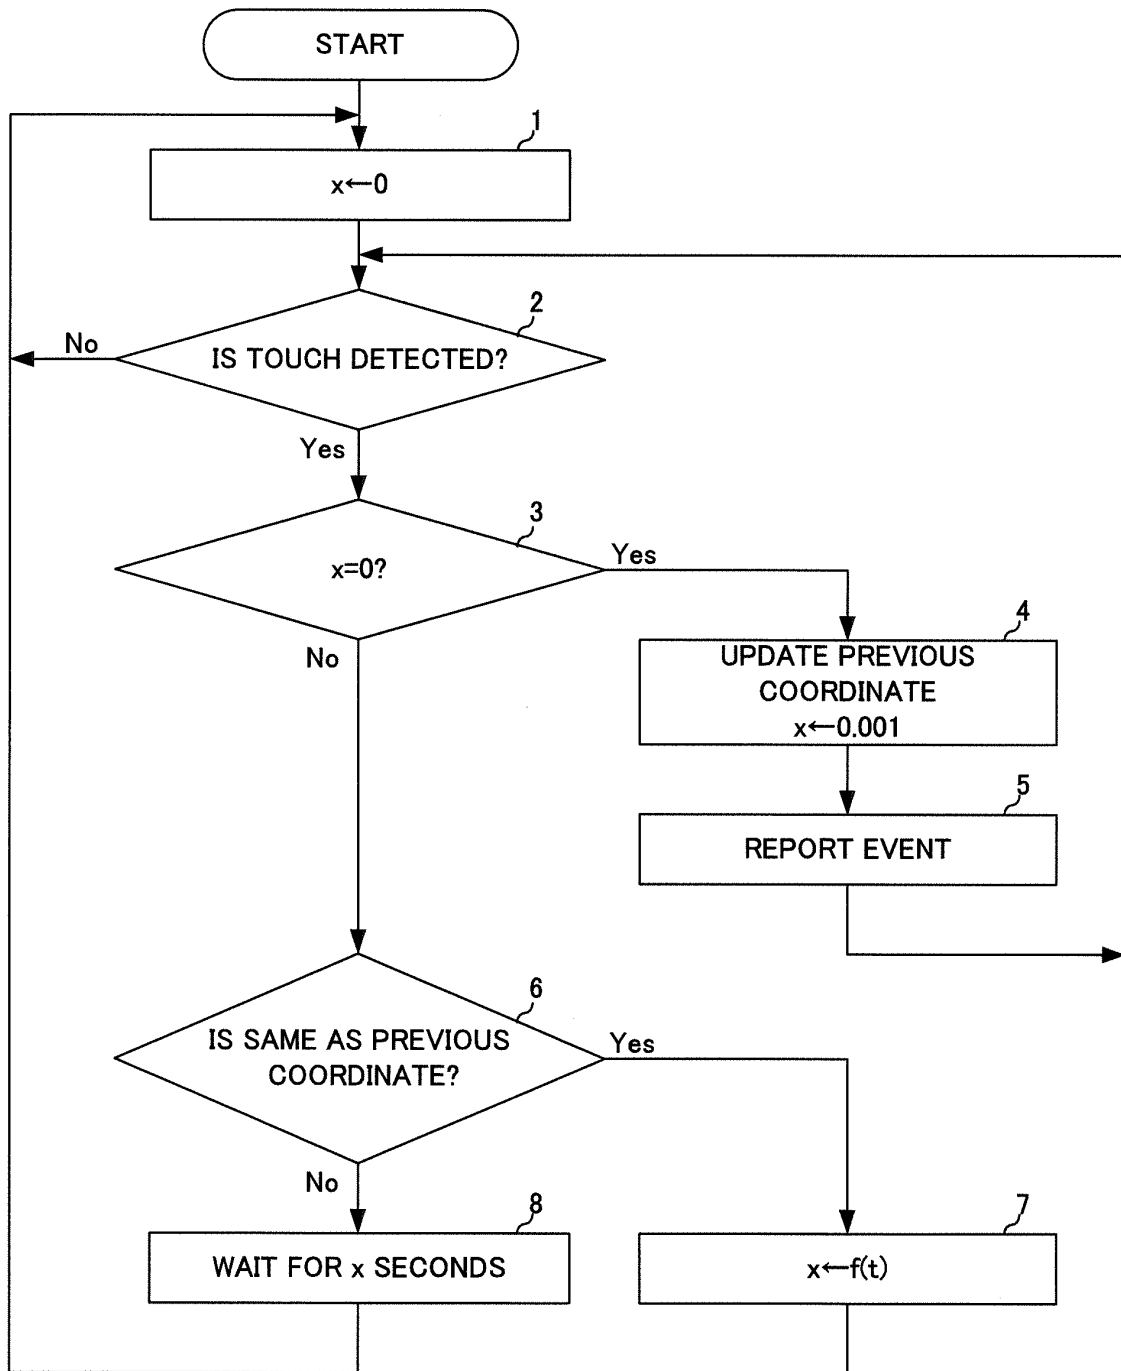 START
1
x←0
2
No
IS TOUCH DETECTED?
Yes
3
x=0?
Yes
No
4
UPDATE PREVIOUS
COORDINATE
x←0.001
5
REPORT EVENT
6
IS SAME AS PREVIOUS
COORDINATE?
Yes
No
8
WAIT FOR x SECONDS
7
x←f(t)